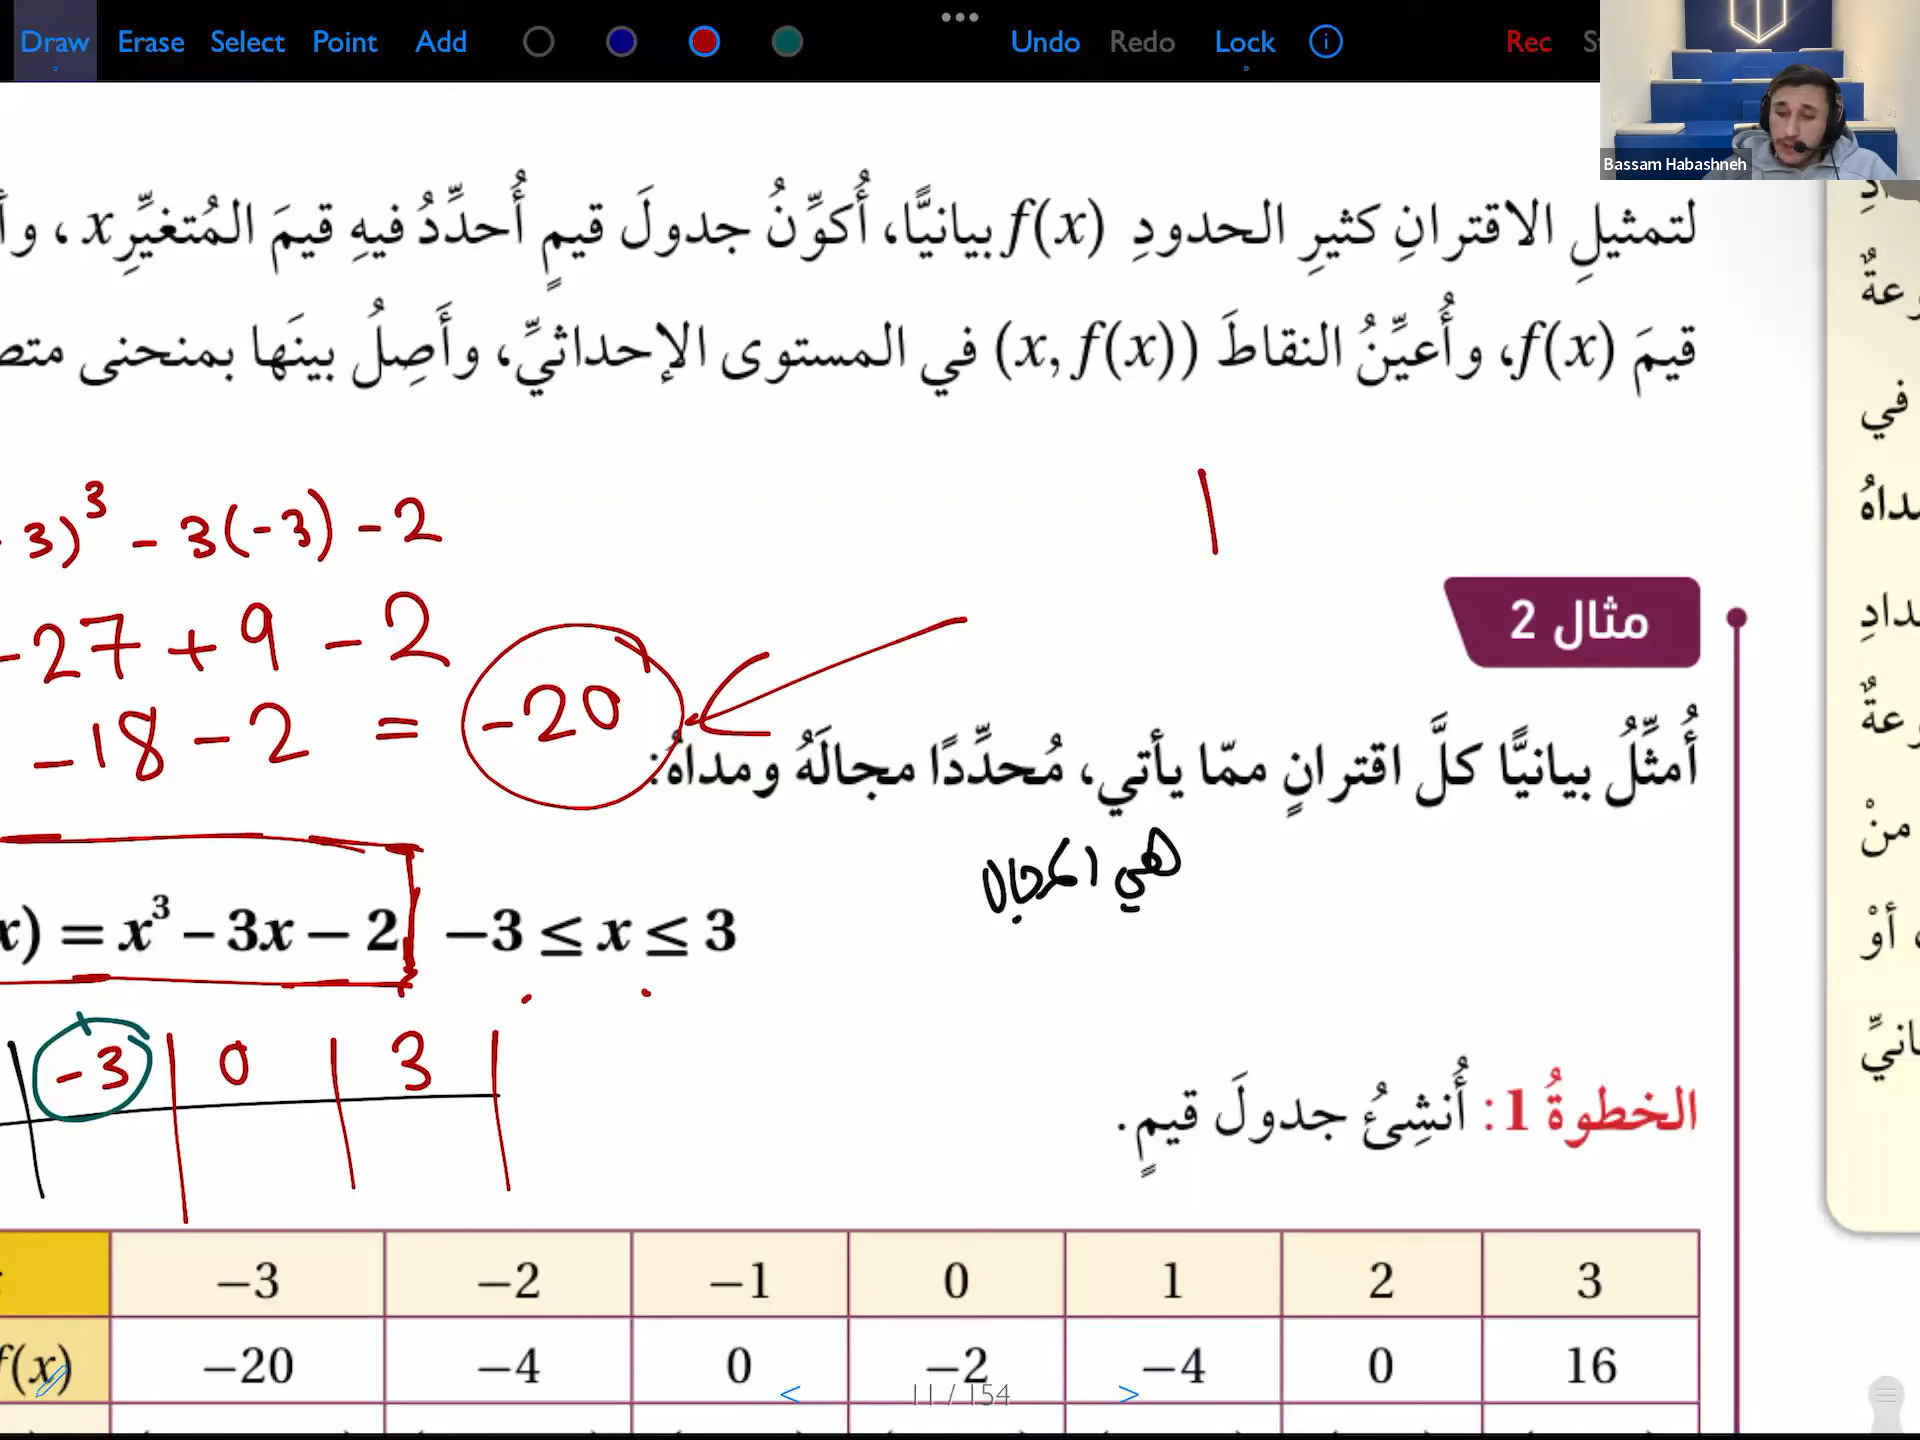 Draw Erase Select Point Add Undo Redo Lock Rec
Bassam Habashneh
لتمثيلِ الاقترانِ كثيرِ الحدودِ f(x) بيانيًّا، أُكوِّنُ جدولَ قيمٍ أُحدِّدُ فيهِ قيمَ المُتغيِّرِ x، و
قيمَ f(x)، وأُعيِّنُ النقاطَ (x, f(x)) في المستوى الإحداثيِّ، وأَصِلُ بينَها بمنحنى
3)³ - 3(-3) - 2
-27 + 9 - 2
-18 - 2 = -20
مثال 2
أُمثِّلُ بيانيًّا كلَّ اقترانٍ ممّا يأتي، مُحدِّدًا مجالَهُ ومداهُ:
هي المجال
x) = x³ – 3x – 2, –3 ≤ x ≤ 3
-3 0 3
الخطوةُ 1: أُنشِئُ جدولَ قيمٍ.
–3 –2 –1 0 1 2 3
f(x) –20 –4 0 –2 –4 0 16
< 11 / 154 >
في
منْ
أوْ